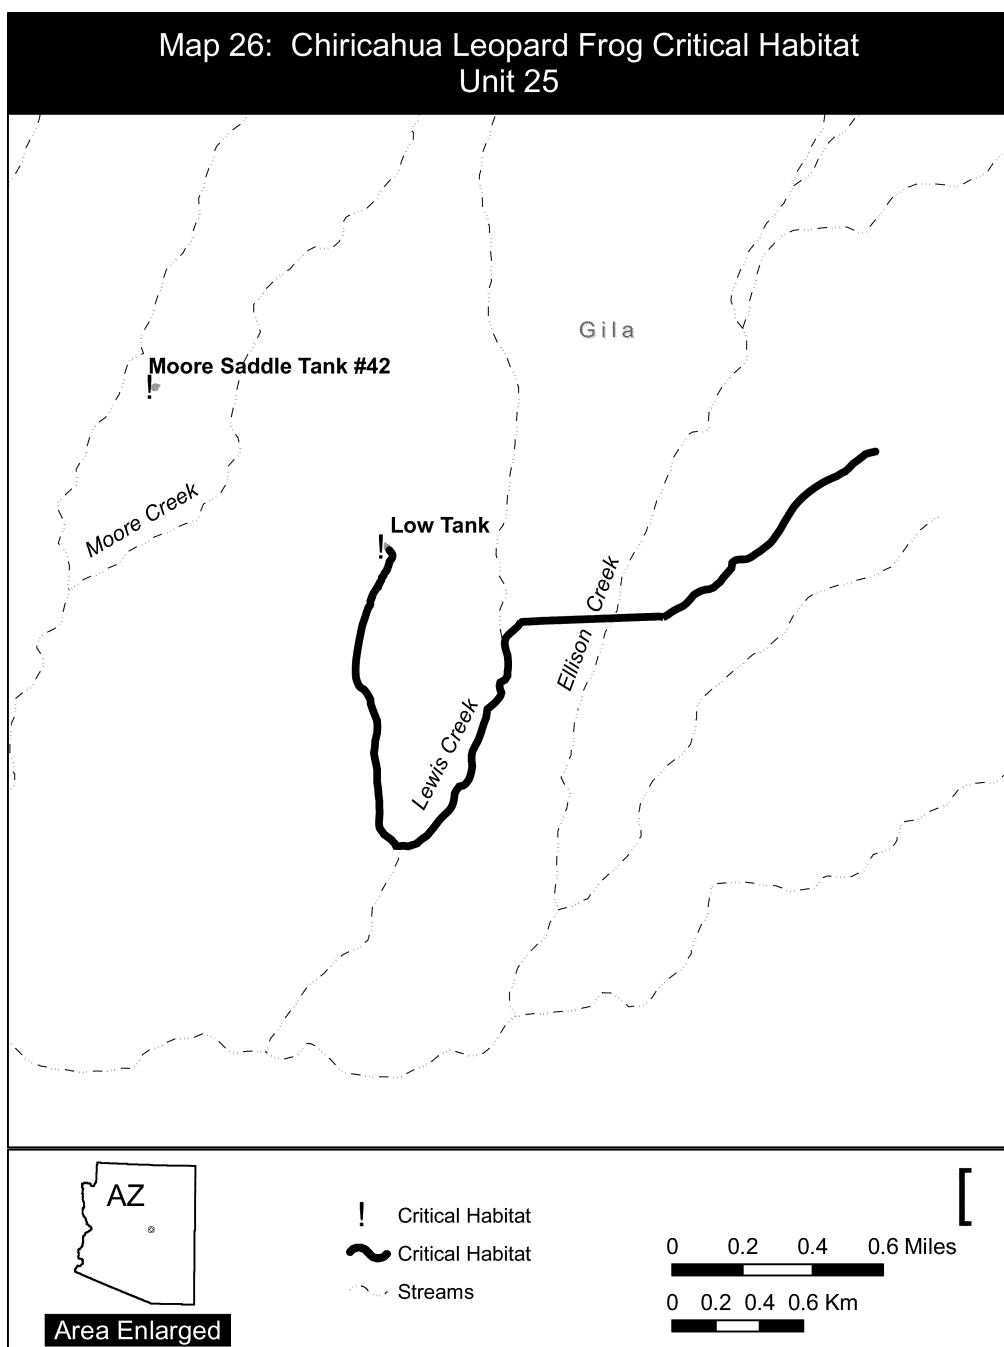 Map 26: Chiricahua Leopard Frog Critical Habitat
Unit 25
Gila
Moore Saddle Tank #42
!
Moore Creek
Low Tank
!
Ellison Creek
Lewis Creek
AZ
Area Enlarged
! Critical Habitat
Critical Habitat
Streams
[
0 0.2 0.4 0.6 Miles
0 0.2 0.4 0.6 Km